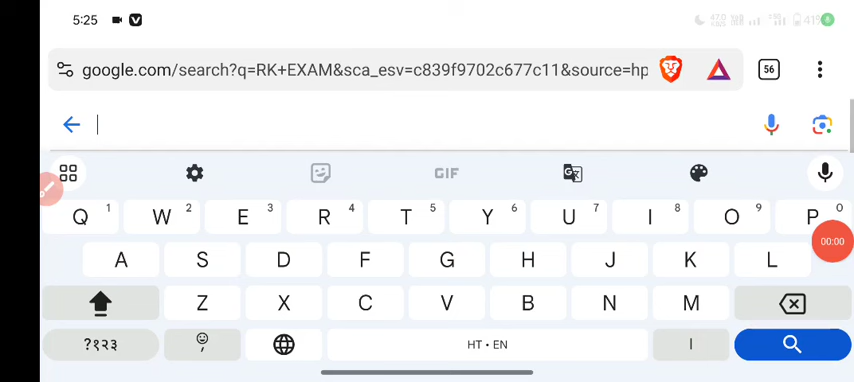 5:25
41%
google.com/search?q=RK+EXAM&sca_esv=c839f9702c677c11&source=hp
56
GIF
Q 1 W 2 E 3 R 4 T 5 Y 6 U 7 I 8 O 9 P 0
00:00
A S D F G H J K L
Z X C V B N M
?१२३ , HT • EN ।